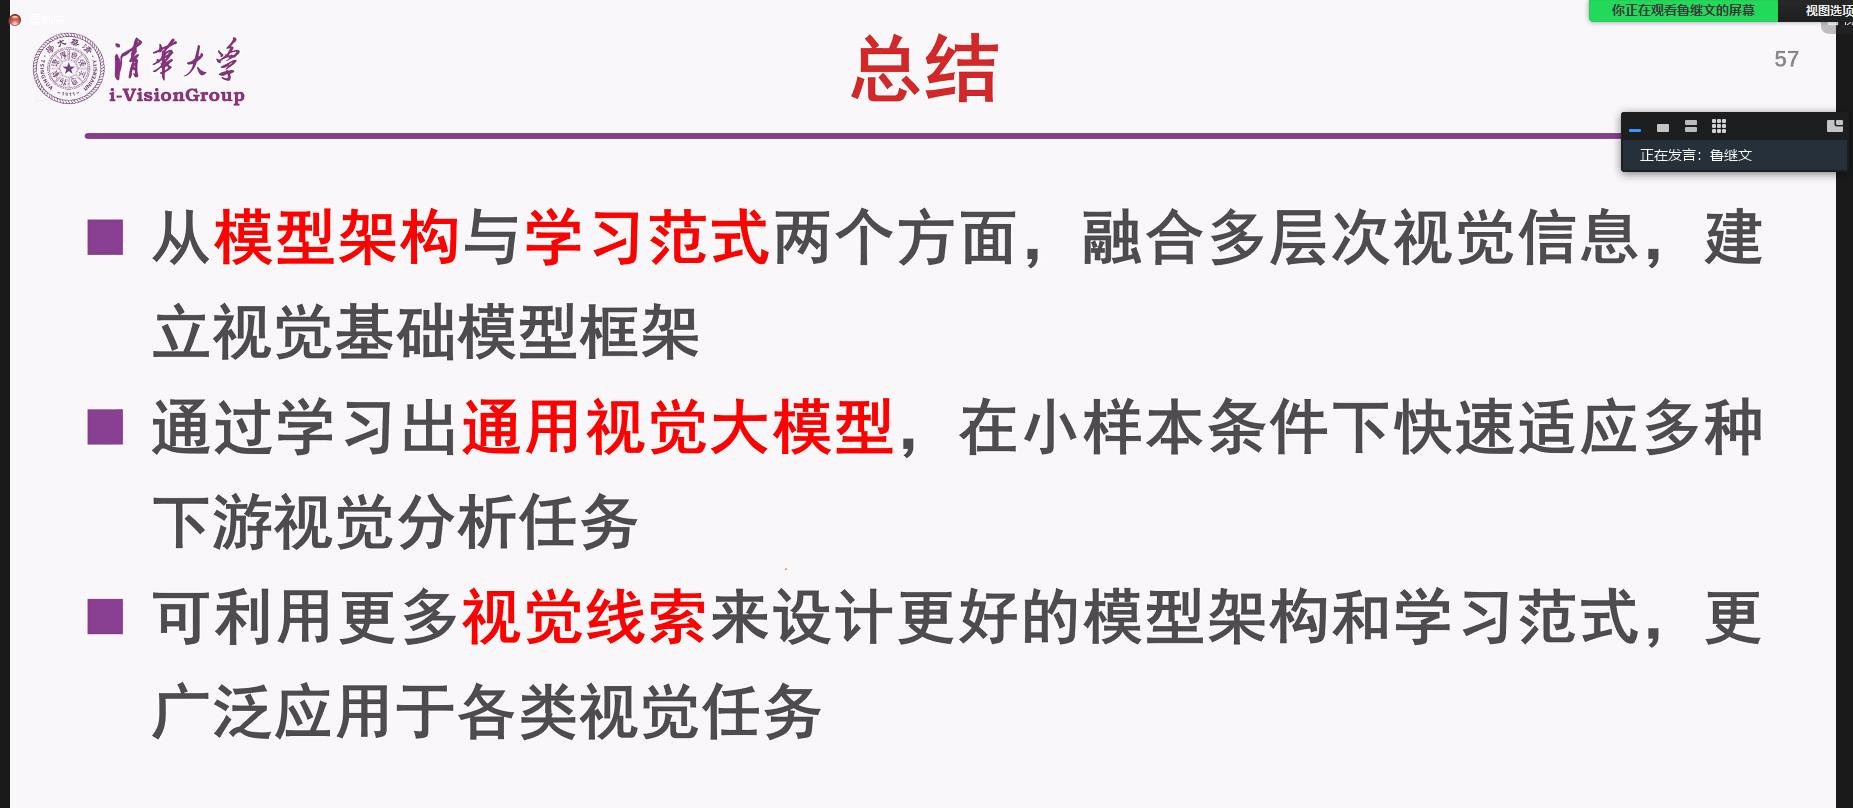 你正在观看鲁继文的屏幕
视图选项
清华大学
i-VisionGroup
总结
57
正在发言：鲁继文
从模型架构与学习范式两个方面，融合多层次视觉信息，建
立视觉基础模型框架
通过学习出通用视觉大模型，在小样本条件下快速适应多种
下游视觉分析任务
可利用更多视觉线索来设计更好的模型架构和学习范式，更
广泛应用于各类视觉任务